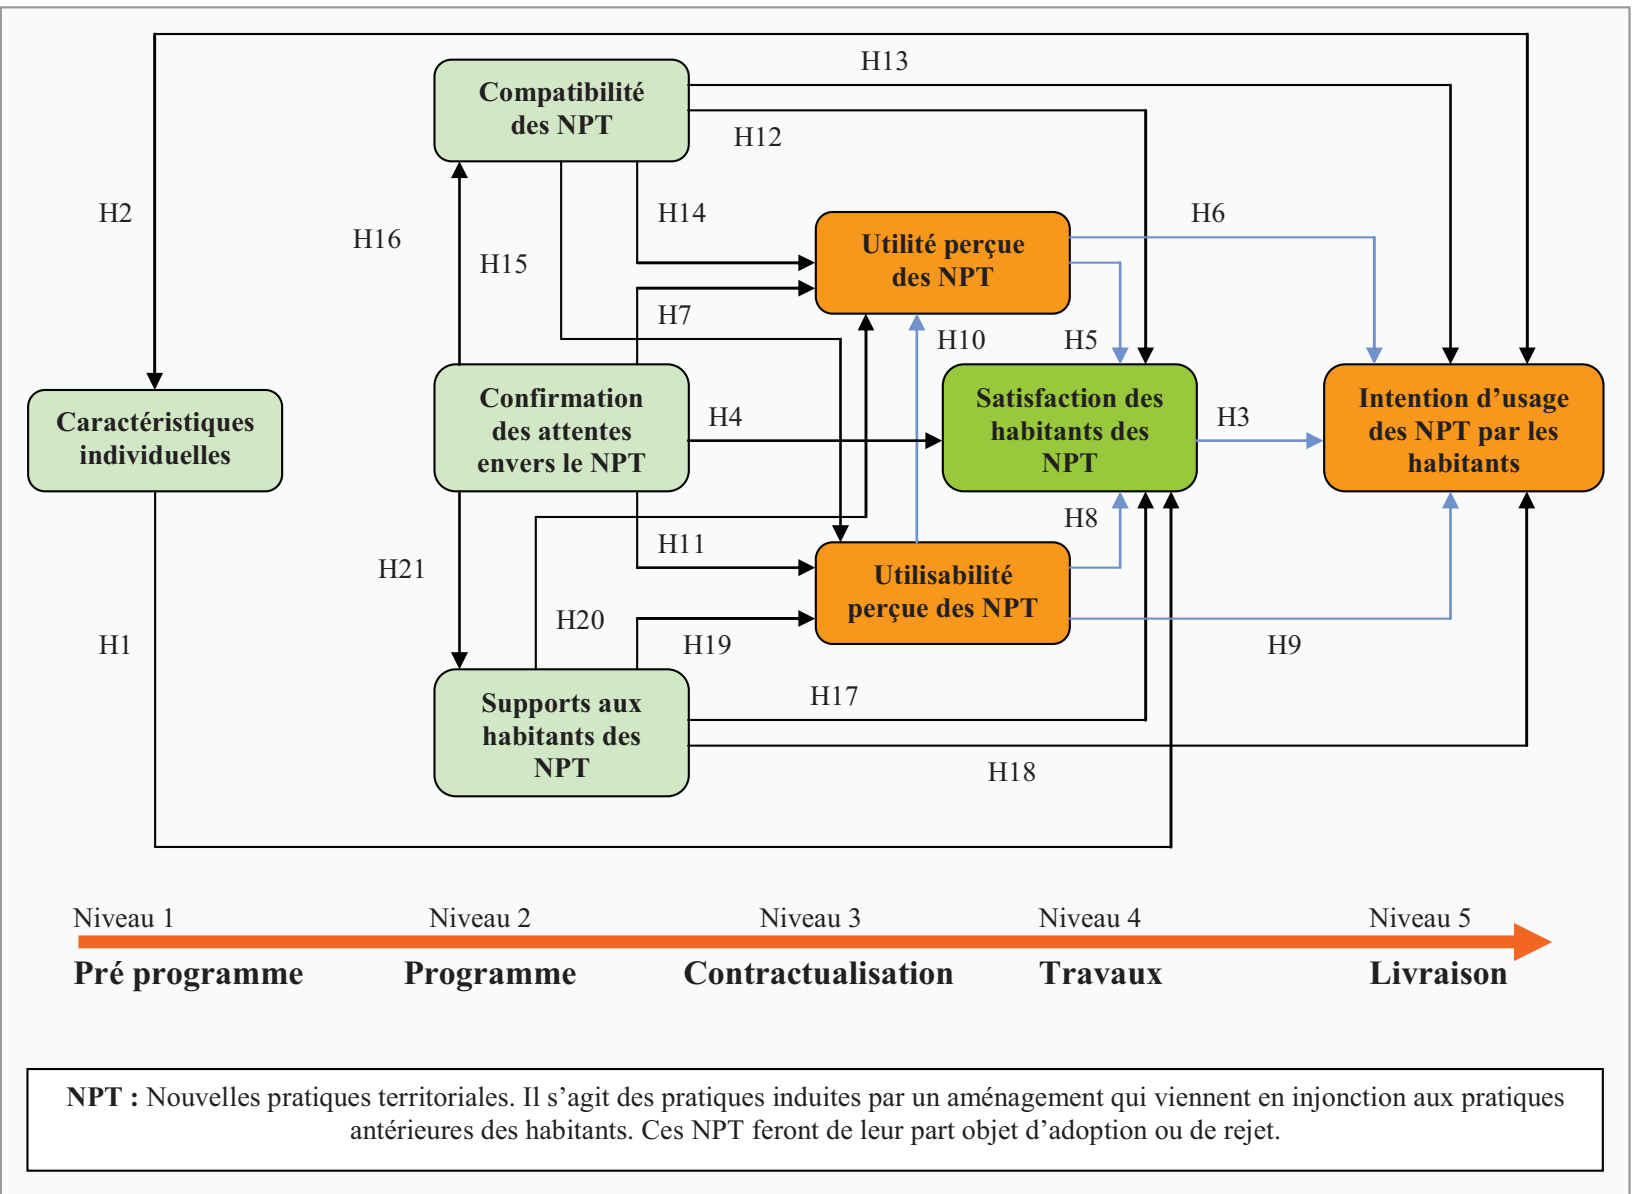 H13
Compatibilité
des NPT
H12
H2
H14
H6
H16
Utilité perçue
des NPT
H15
H7
H10
H5
Caractéristiques
individuelles
Confirmation
des attentes
envers le NPT
H4
Satisfaction des
habitants des
NPT
H3
Intention d’usage
des NPT par les
habitants
H8
H11
H21
Utilisabilité
perçue des NPT
H20
H19
H1
H9
Supports aux
habitants des
NPT
H17
H18
Niveau 1
Niveau 2
Niveau 3
Niveau 4
Niveau 5
Pré programme
Programme
Contractualisation
Travaux
Livraison
NPT : Nouvelles pratiques territoriales. Il s’agit des pratiques induites par un aménagement qui viennent en injonction aux pratiques
antérieures des habitants. Ces NPT feront de leur part objet d’adoption ou de rejet.